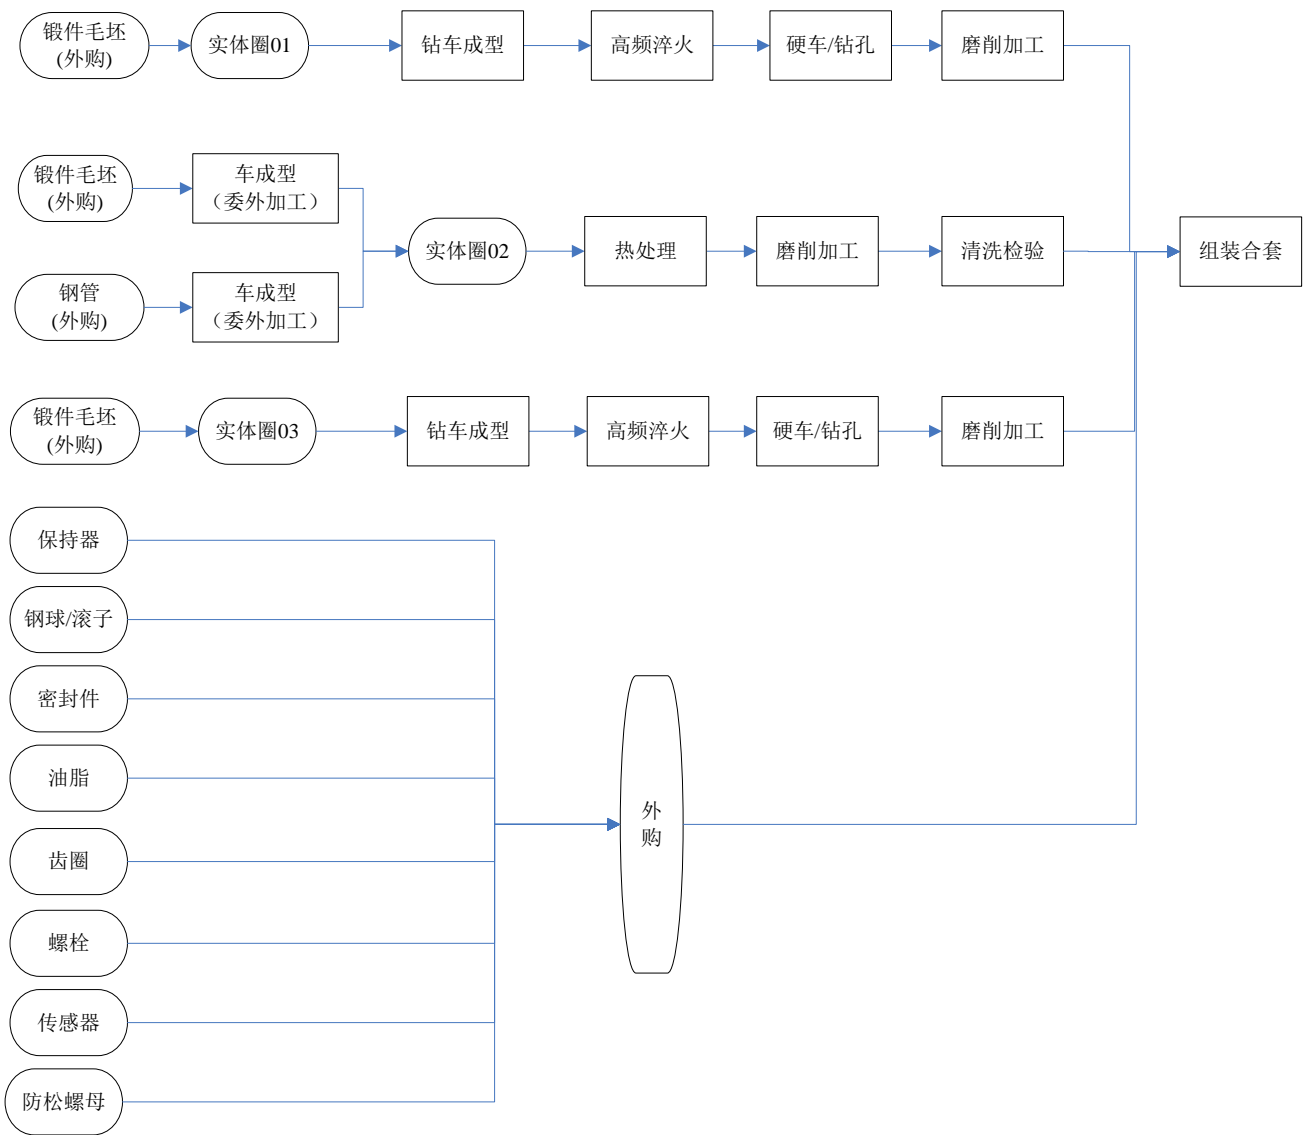 锻件毛坯
(外购)
实体圈01
钻车成型
高频淬火
硬车/钻孔
磨削加工
锻件毛坯
(外购)
车成型
（委外加工）
钢管
(外购)
车成型
（委外加工）
实体圈02
热处理
磨削加工
清洗检验
组装合套
锻件毛坯
(外购)
实体圈03
钻车成型
高频淬火
硬车/钻孔
磨削加工
保持器
钢球/滚子
密封件
油脂
齿圈
螺栓
传感器
防松螺母
外
购